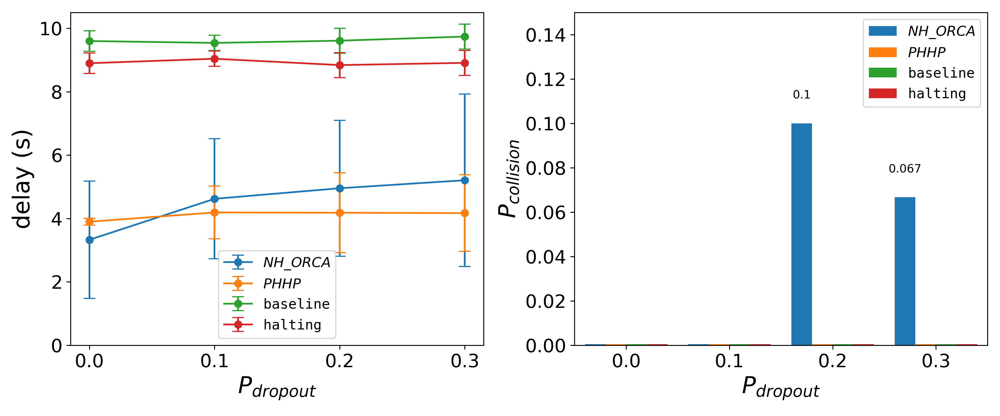 10
8
6
4
2
0
delay (s)
0.0 0.1 0.2 0.3
P_dropout
NH_ORCA
PHHP
baseline
halting
0.14
0.12
0.10
0.08
0.06
0.04
0.02
0.00
P_collision
0.1
0.067
0.0 0.1 0.2 0.3
P_dropout
NH_ORCA
PHHP
baseline
halting